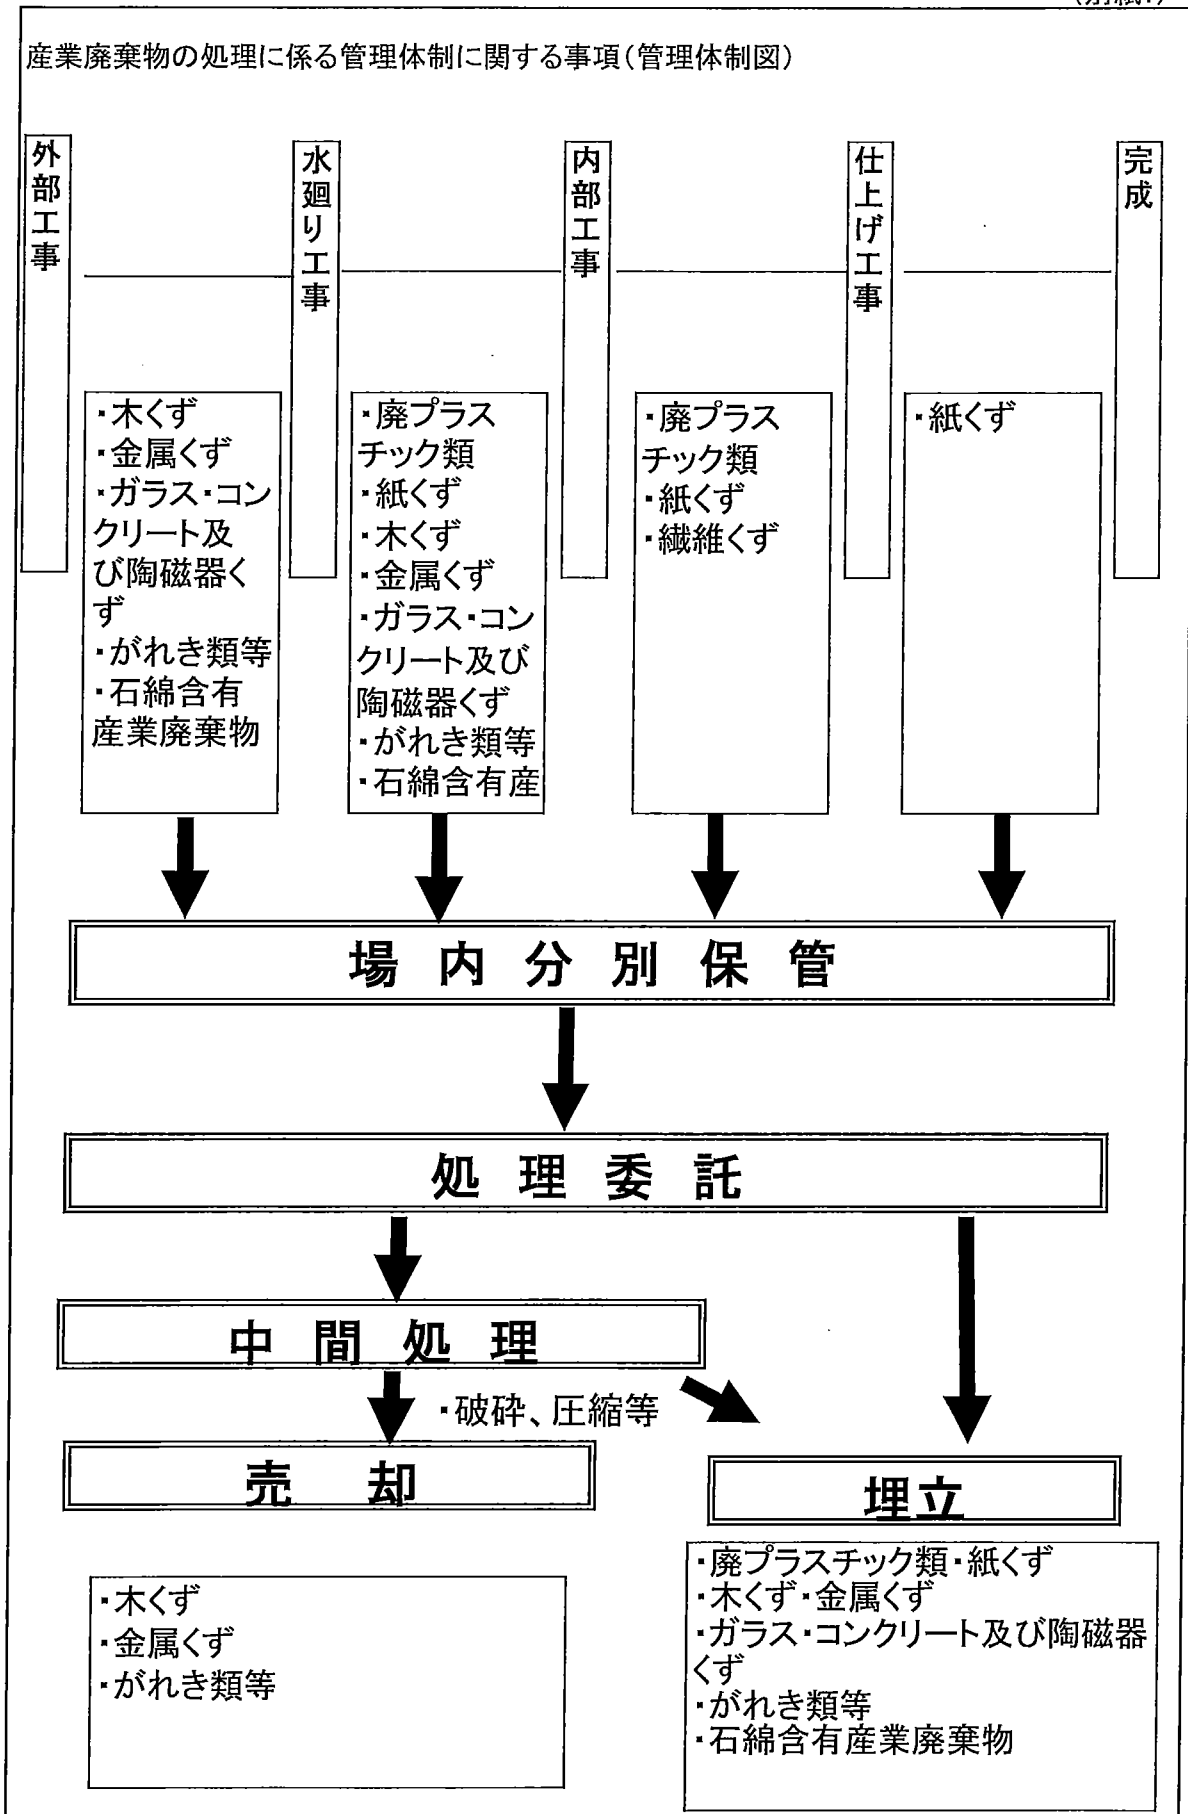 産業廃棄物の処理に係る管理体制に関する事項(管理体制図)
外部工事
水廻り工事
内部工事
仕上げ工事
完成
・木くず
・金属くず
・ガラス・コン
クリート及
び陶磁器く
ず
・がれき類等
・石綿含有
産業廃棄物
・廃プラス
チック類
・紙くず
・木くず
・金属くず
・ガラス・コン
クリート及び
陶磁器くず
・がれき類等
・石綿含有産
・廃プラス
チック類
・紙くず
・繊維くず
・紙くず
場内分別保管
処理委託
中間処理
・破砕、圧縮等
売却
埋立
・木くず
・金属くず
・がれき類等
・廃プラスチック類・紙くず
・木くず・金属くず
・ガラス・コンクリート及び陶磁器
くず
・がれき類等
・石綿含有産業廃棄物